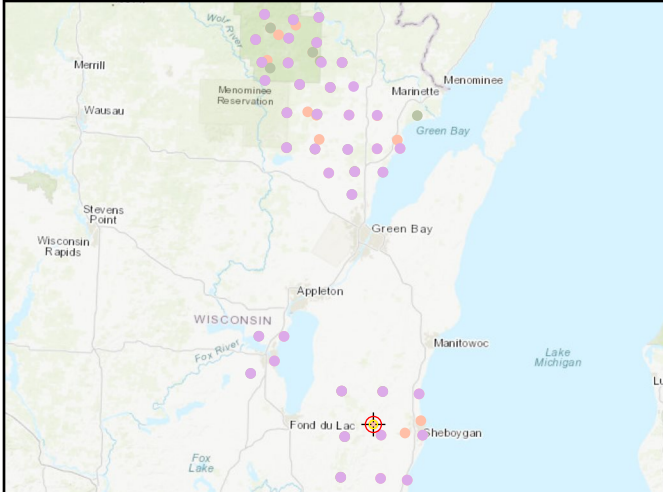 Wolf
River
Merrill
Menominee
Marinette
Menominee
Reservation
Wausau
Green Bay
Stevens
Point
Green Bay
Wisconsin
Rapids
Appleton
WISCONSIN
Manitowoc
Fox River
Lake
Michigan
Lu
Fond du Lac
Sheboygan
Fox
Lake